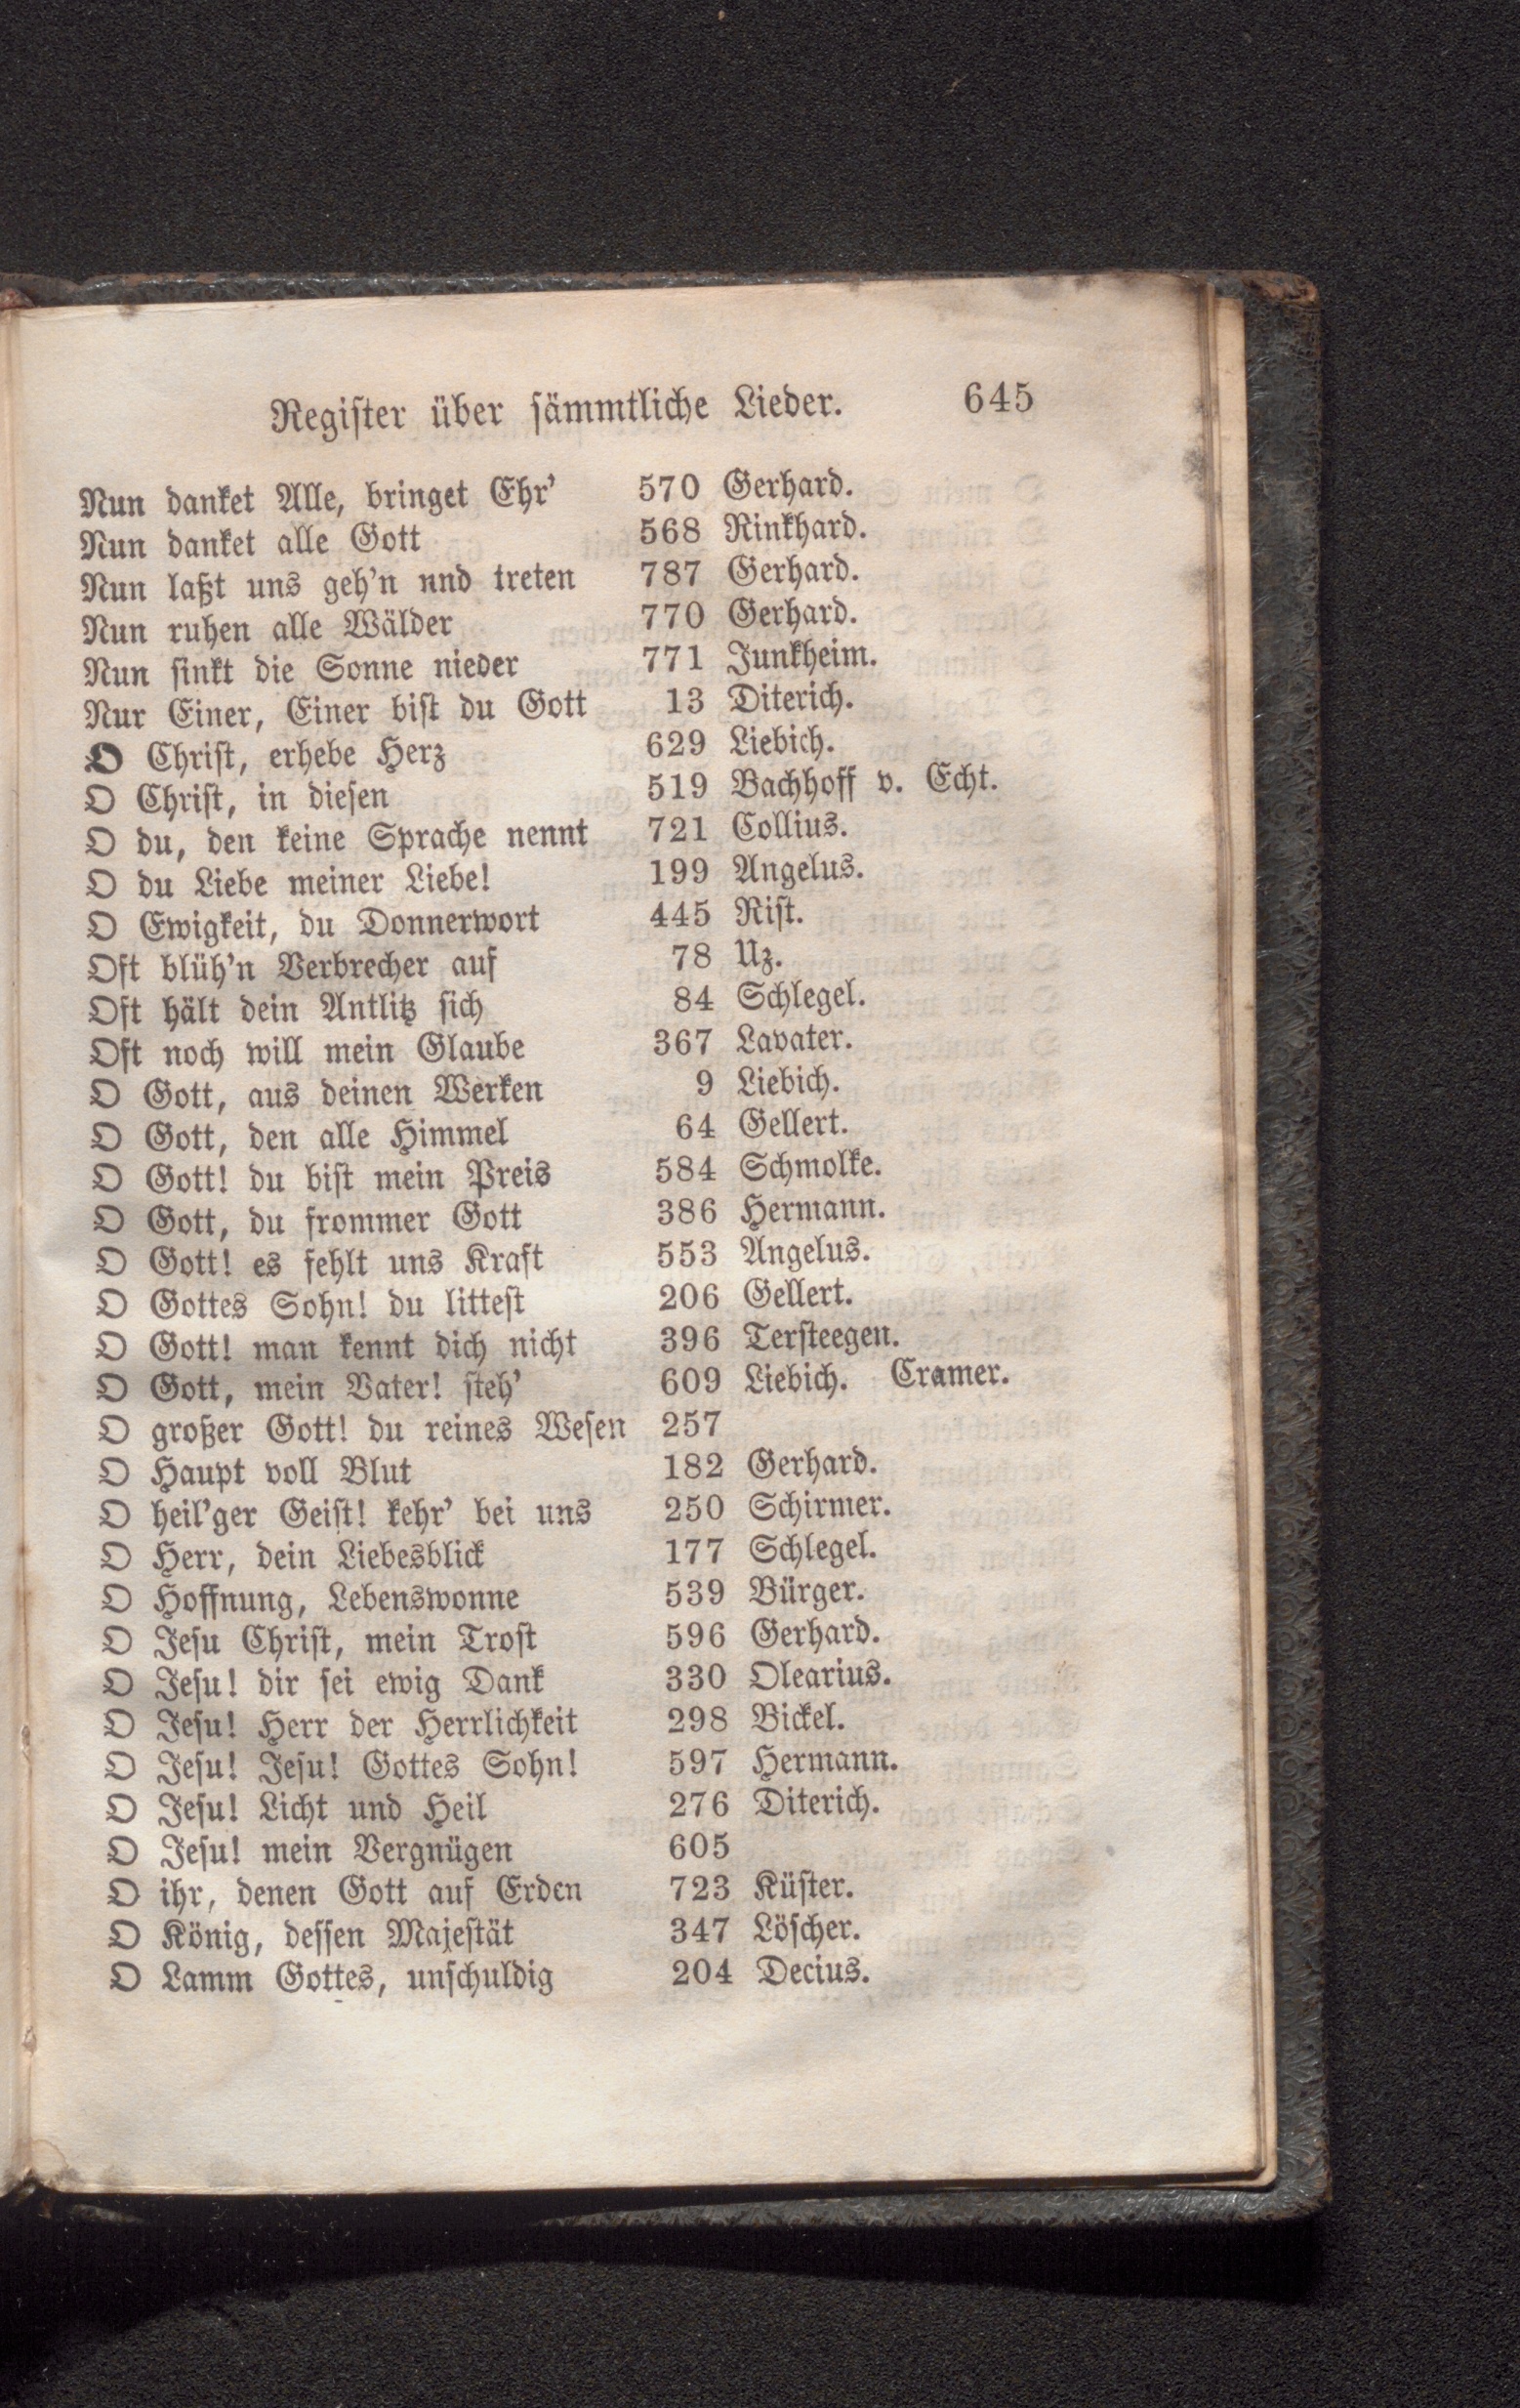 Register über sämmtliche Lieder. 645
Nun danket Alle, bringet Ehr' 570 Gerhard.
Nun danket alle Gott 568 Rinkhard.
Nun laßt uns geh'n nnd treten 787 Gerhard.
Nun ruhen alle Wälder 770 Gerhard.
Nun sinkt die Sonne nieder 771 Junkheim.
Nur Einer, Einer bist du Gott 13 Diterich.
O Christ, erhebe Herz 629 Liebich.
O Christ, in diesen 519 Bachhoff v. Echt.
O du, den keine Sprache nennt 721 Collius.
O du Liebe meiner Liebe! 199 Angelus.
O Ewigkeit, du Donnerwort 445 Rist.
Oft blüh'n Verbrecher auf 78 Uz.
Oft hält dein Antlitz sich 84 Schlegel.
Oft noch will mein Glaube 367 Lavater.
O Gott, aus deinen Werken 9 Liebich.
O Gott, den alle Himmel 64 Gellert.
O Gott! du bist mein Preis 584 Schmolke.
O Gott, du frommer Gott 386 Hermann.
O Gott! es fehlt uns Kraft 553 Angelus.
O Gottes Sohn! du littest 206 Gellert.
O Gott! man kennt dich nicht 396 Tersteegen.
O Gott, mein Vater! steh' 609 Liebich. Cramer.
O großer Gott! du reines Wesen 257
O Haupt voll Blut 182 Gerhard.
O heil'ger Geist! kehr' bei uns 250 Schirmer.
O Herr, dein Liebesblick 177 Schlegel.
O Hoffnung, Lebenswonne 539 Bürger.
O Jesu Christ, mein Trost 596 Gerhard.
O Jesu! dir sei ewig Dank 330 Olearius.
O Jesu! Herr der Herrlichkeit 298 Bickel.
O Jesu! Jesu! Gottes Sohn! 597 Hermann.
O Jesu! Licht und Heil 276 Diterich.
O Jesu! mein Vergnügen 605
O ihr, denen Gott auf Erden 723 Küster.
O König, dessen Majestät 347 Löscher.
O Lamm Gottes, unschuldig 204 Decius.